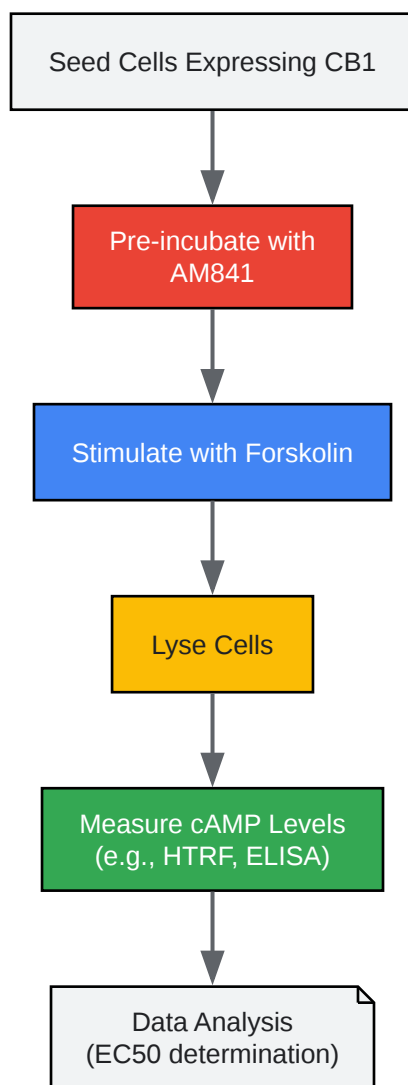 Seed Cells Expressing CB1
Pre-incubate with
AM841
Stimulate with Forskolin
Lyse Cells
Measure cAMP Levels
(e.g., HTRF, ELISA)
Data Analysis
(EC50 determination)